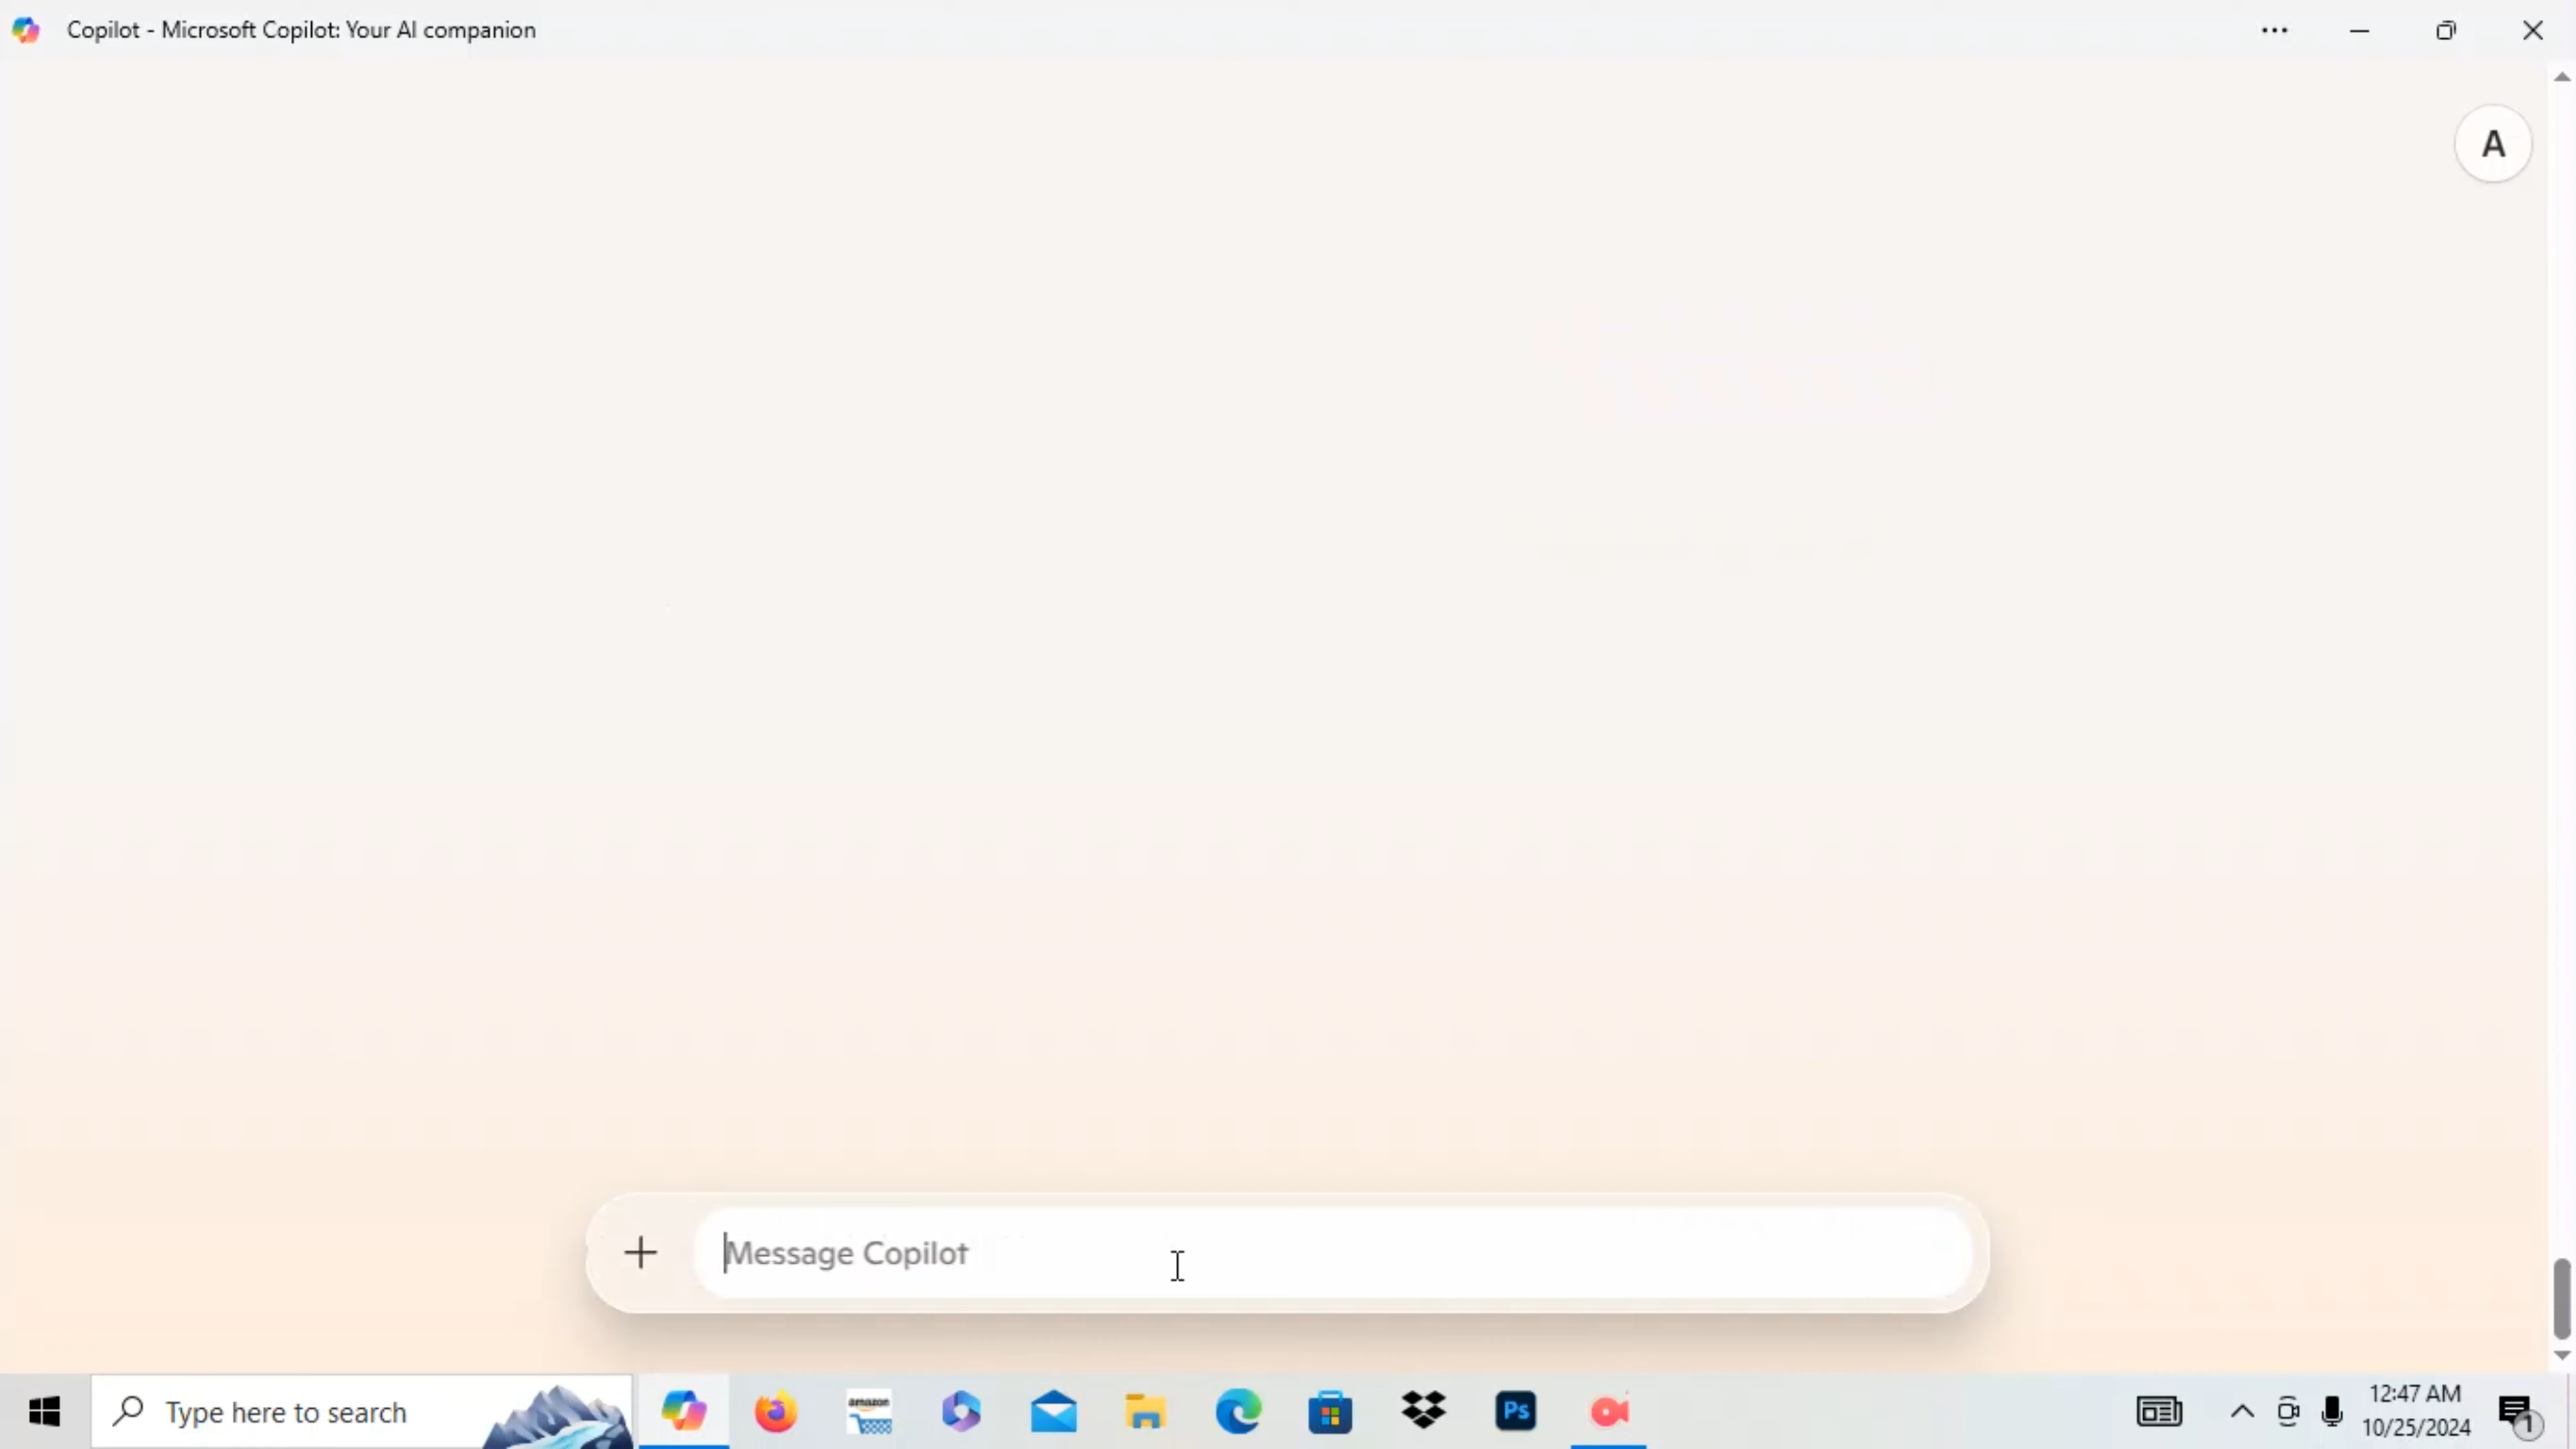 Copilot - Microsoft Copilot: Your AI companion
A
Message Copilot
Type here to search
amazon
Ps
12:47 AM
10/25/2024
1